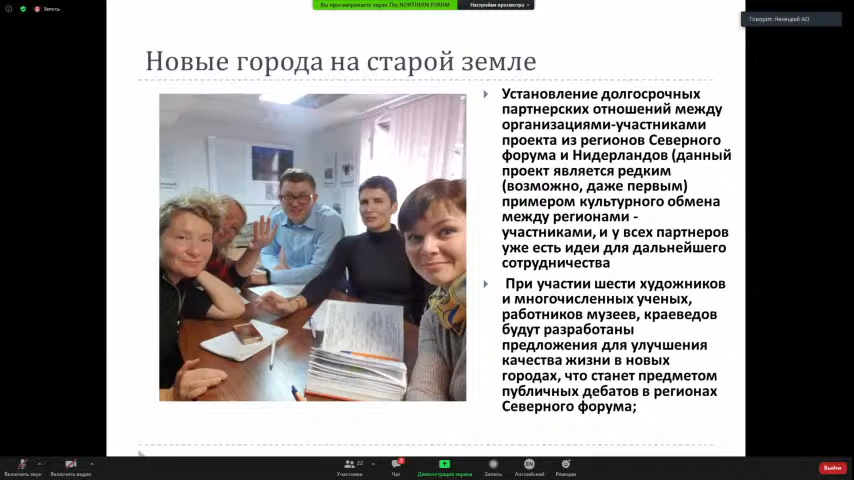 Запись
Вы просматриваете экран The NORTHERN FORUM
Настройки просмотра
Говорит: Ненецкий АО
Новые города на старой земле
Установление долгосрочных
партнерских отношений между
организациями-участниками
проекта из регионов Северного
форума и Нидерландов (данный
проект является редким
(возможно, даже первым)
примером культурного обмена
между регионами -
участниками, и у всех партнеров
уже есть идеи для дальнейшего
сотрудничества
При участии шести художников
и многочисленных ученых,
работников музеев, краеведов
будут разработаны
предложения для улучшения
качества жизни в новых
городах, что станет предметом
публичных дебатов в регионах
Северного форума;
Включить звук
Включить видео
22
Участники
Чат
Демонстрация экрана
Запись
EN
Английский
Реакции
Выйти